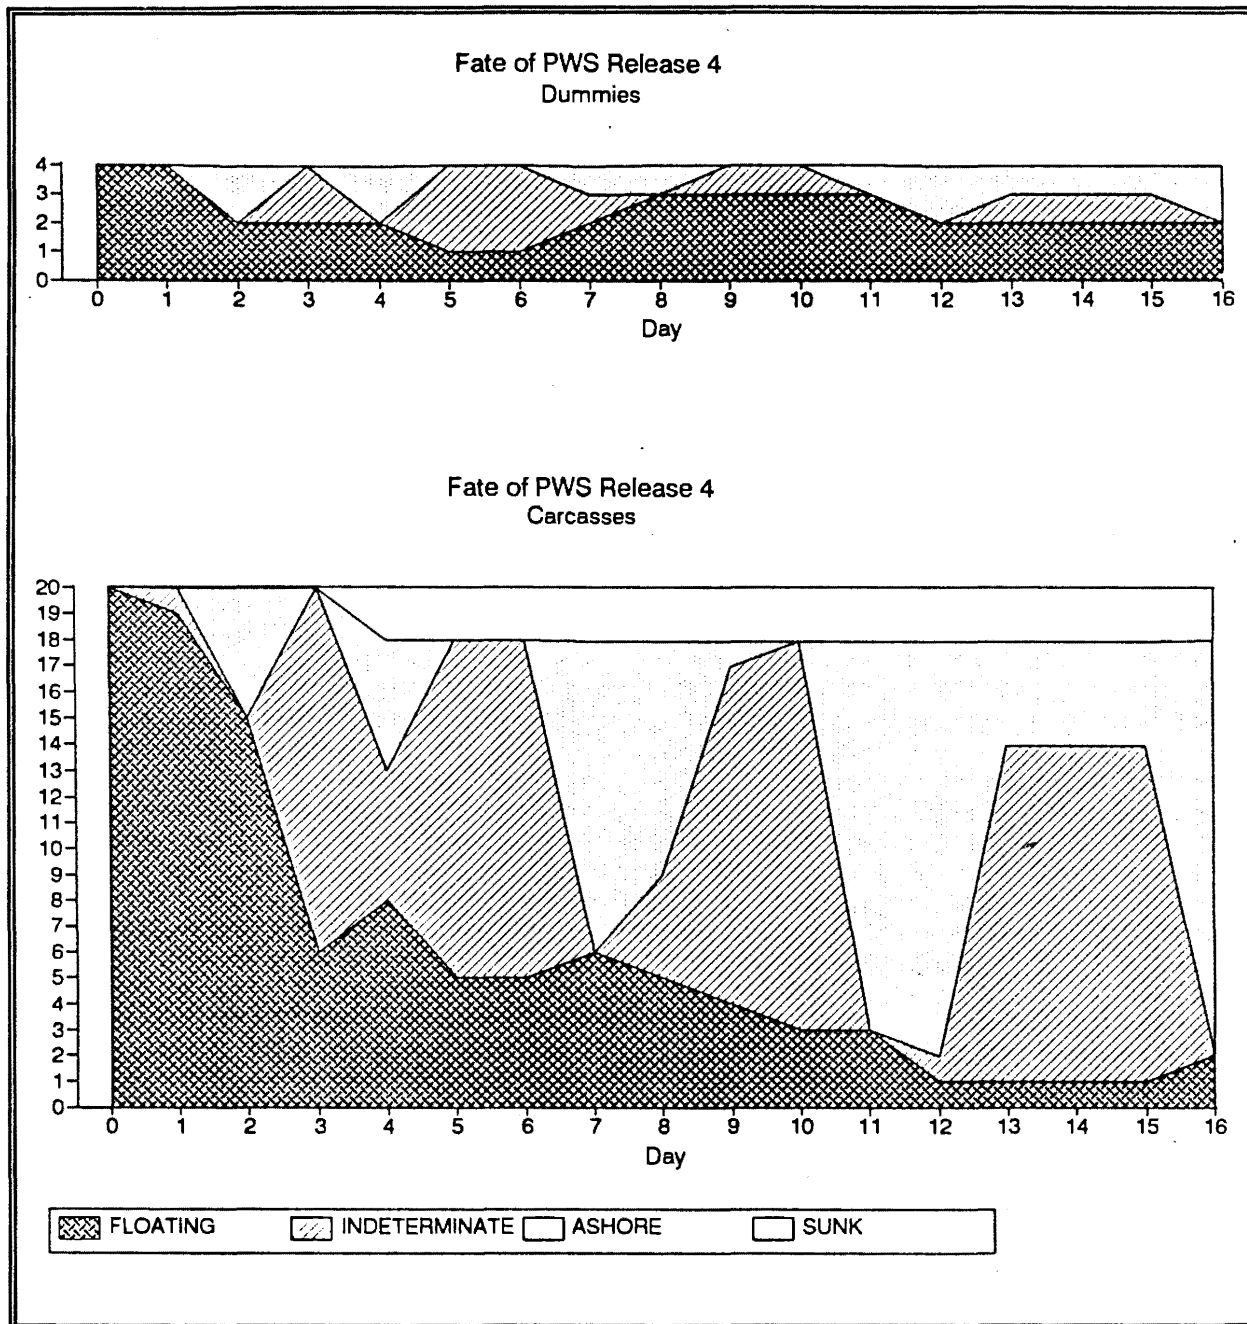 Fate of PWS Release 4
Dummies
4
3
2
1
0
0 1 2 3 4 5 6 7 8 9 10 11 12 13 14 15 16
Day
Fate of PWS Release 4
Carcasses
20
19
18
17
16
15
14
13
12
11
10
9
8
7
6
5
4
3
2
1
0
0 1 2 3 4 5 6 7 8 9 10 11 12 13 14 15 16
Day
FLOATING INDETERMINATE ASHORE SUNK